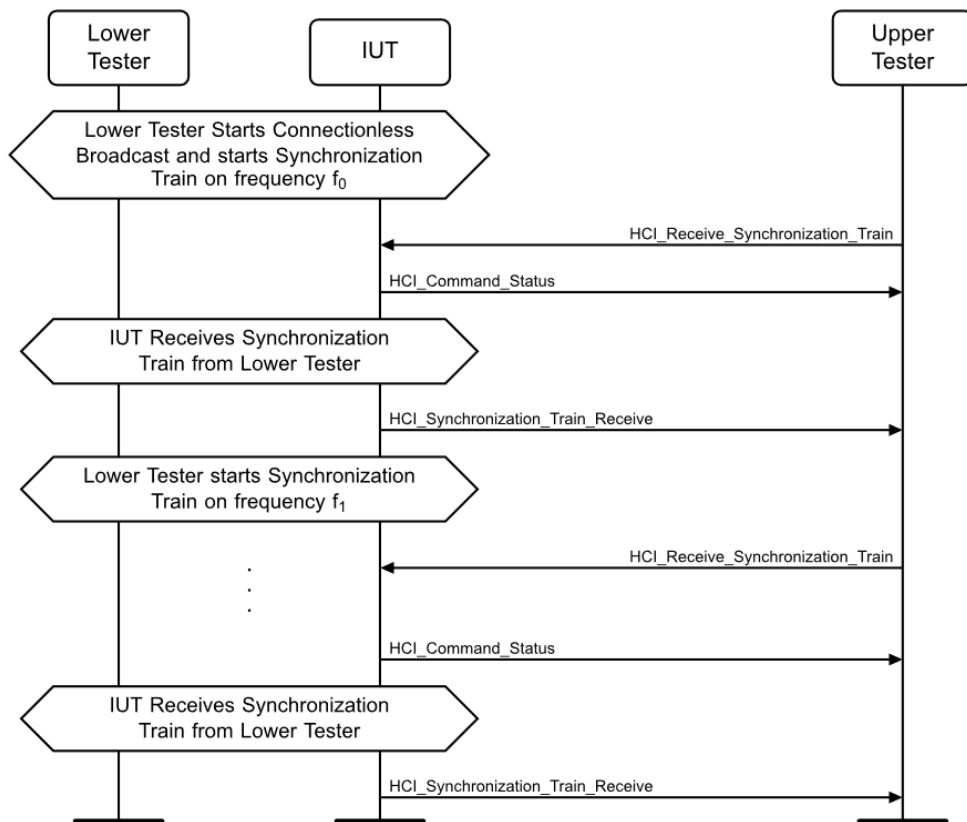 Lower
Tester
IUT
Upper
Tester
Lower Tester Starts Connectionless
Broadcast and starts Synchronization
Train on frequency f₀
HCI_Receive_Synchronization_Train
HCI_Command_Status
IUT Receives Synchronization
Train from Lower Tester
HCI_Synchronization_Train_Receive
Lower Tester starts Synchronization
Train on frequency f₁
HCI_Receive_Synchronization_Train
.
.
.
HCI_Command_Status
IUT Receives Synchronization
Train from Lower Tester
HCI_Synchronization_Train_Receive